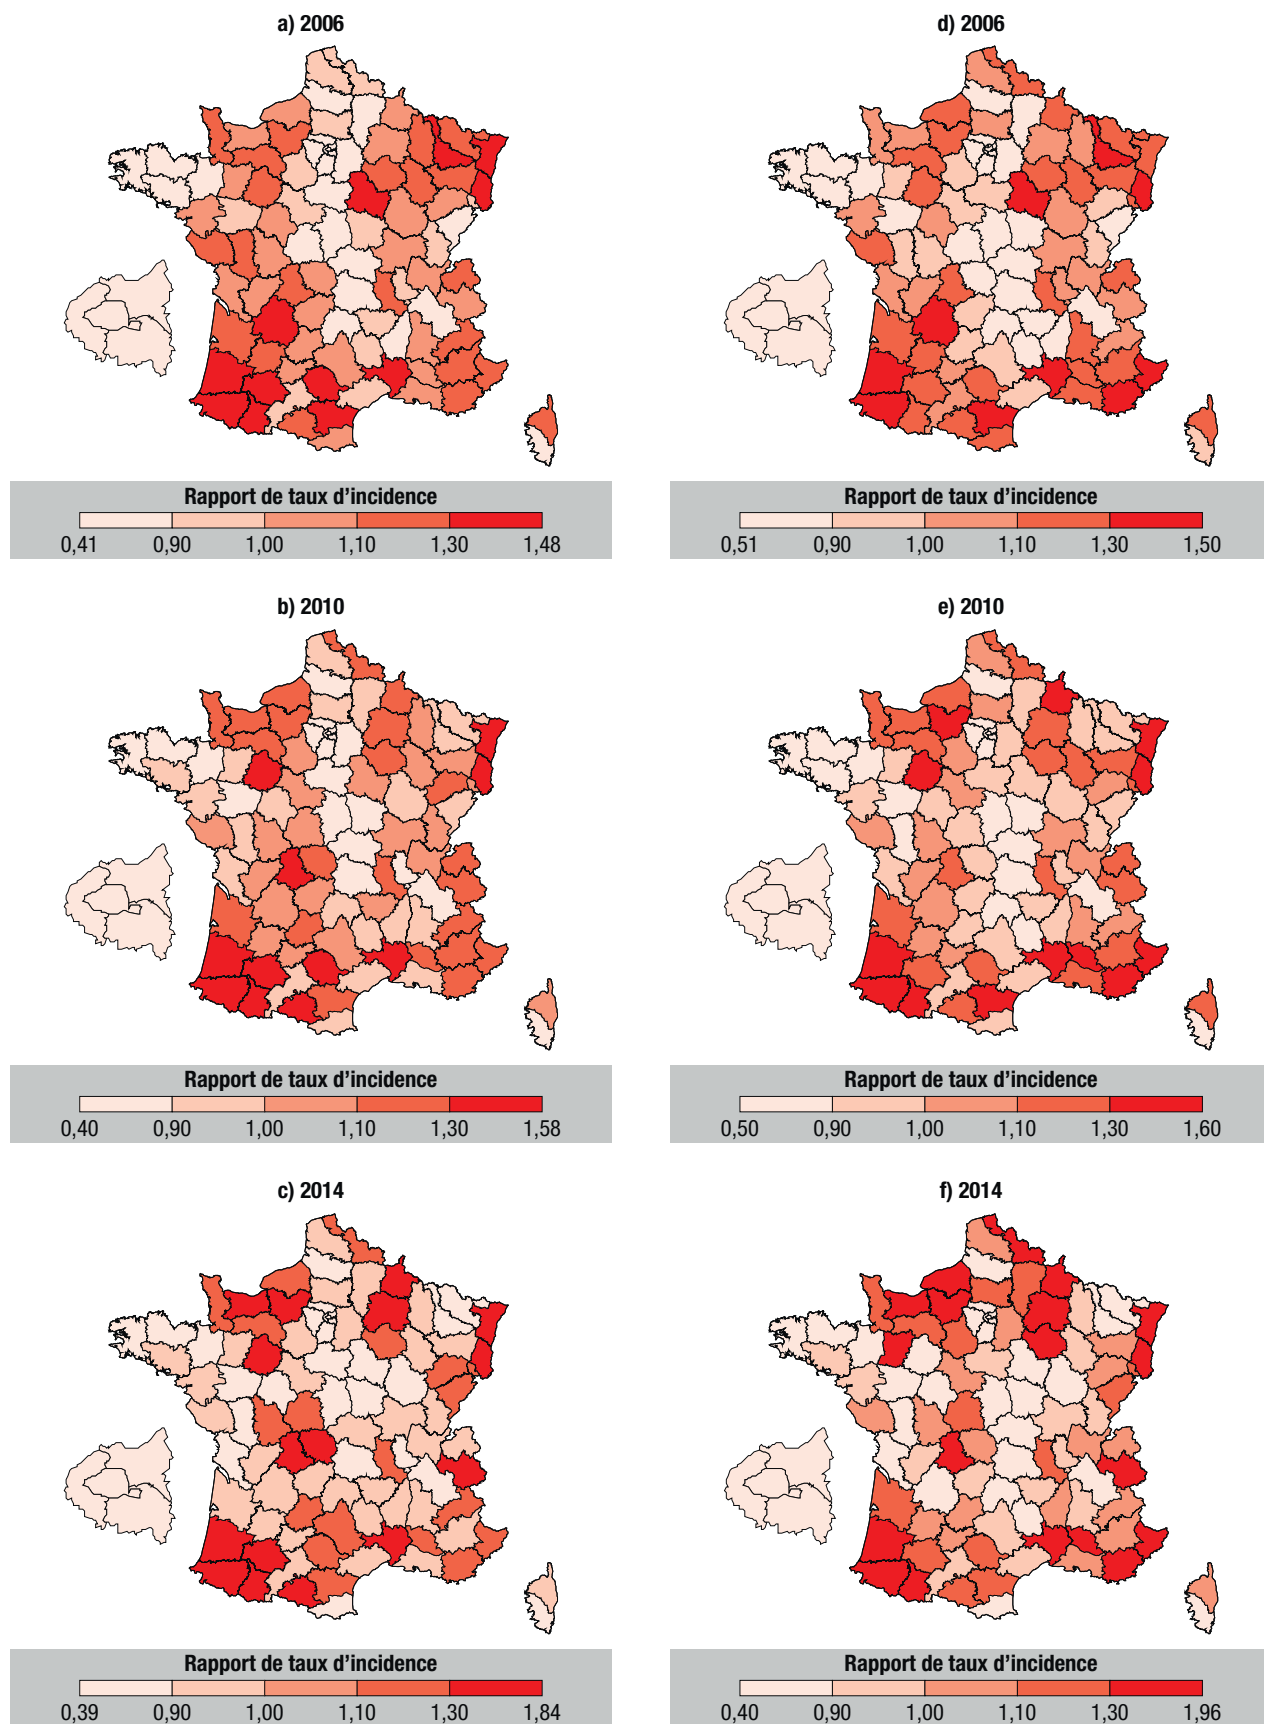 a) 2006
Rapport de taux d'incidence
0,41 0,90 1,00 1,10 1,30 1,48
d) 2006
Rapport de taux d'incidence
0,51 0,90 1,00 1,10 1,30 1,50
b) 2010
Rapport de taux d'incidence
0,40 0,90 1,00 1,10 1,30 1,58
e) 2010
Rapport de taux d'incidence
0,50 0,90 1,00 1,10 1,30 1,60
c) 2014
Rapport de taux d'incidence
0,39 0,90 1,00 1,10 1,30 1,84
f) 2014
Rapport de taux d'incidence
0,40 0,80 1,00 1,10 1,30 1,96